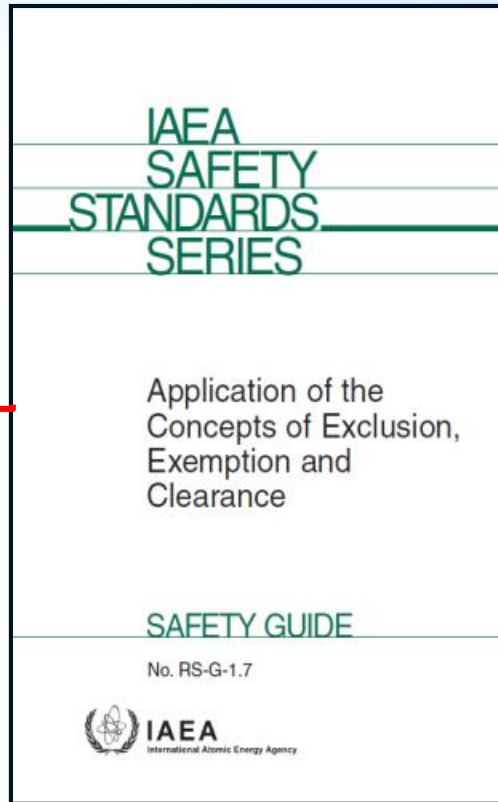 IAEA
SAFETY
STANDARDS
SERIES
Application of the
Concepts of Exclusion,
Exemption and
Clearance
SAFETY GUIDE
No. RS-G-1.7
IAEA
International Atomic Energy Agency